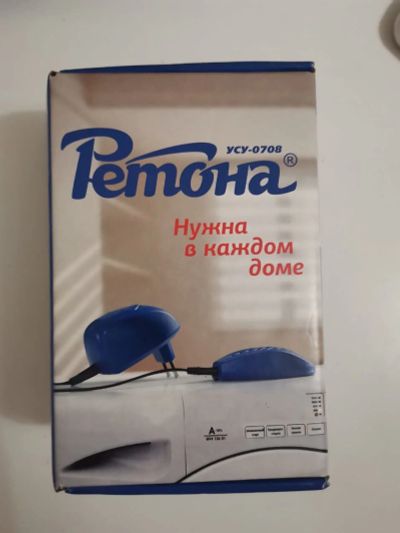 УСУ-0708
Ретона®
Нужна
в каждом
доме
A